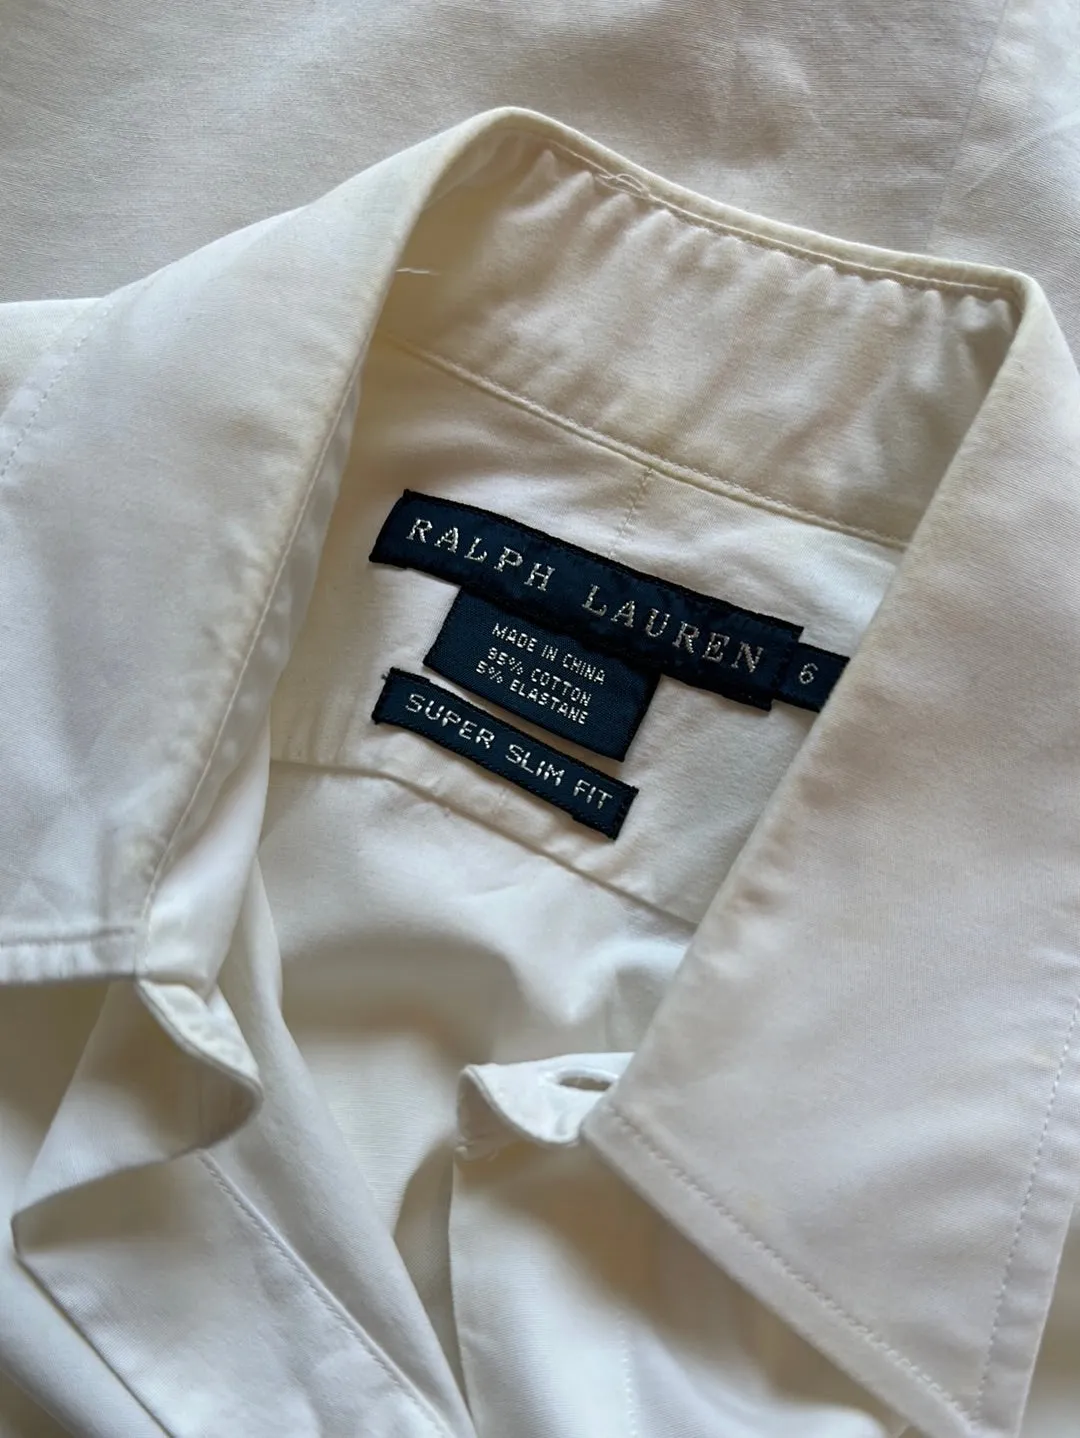 RALPH LAUREN
6
MADE IN CHINA
95% COTTON
5% ELASTANE
SUPER SLIM FIT